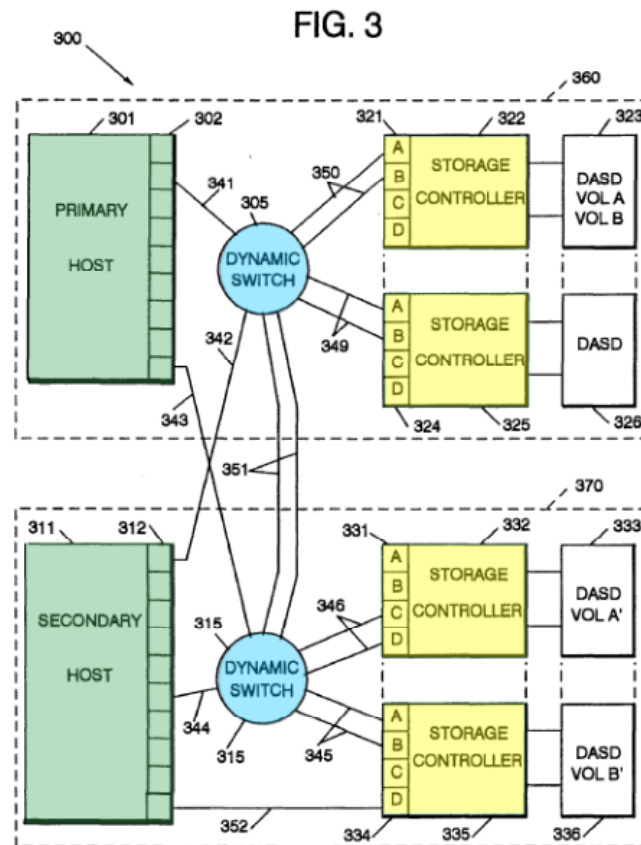 FIG. 3
300
360
301
302
321
322
323
341
305
350
A
B
C
D
STORAGE
CONTROLLER
DASD
VOL A
VOL B
PRIMARY
HOST
DYNAMIC
SWITCH
342
349
A
B
C
D
STORAGE
CONTROLLER
DASD
343
324
325
326
351
370
311
312
331
332
333
A
B
C
D
STORAGE
CONTROLLER
DASD
VOL A'
346
SECONDARY
HOST
315
DYNAMIC
SWITCH
344
315
345
A
B
C
D
STORAGE
CONTROLLER
DASD
VOL B'
352
334
335
336